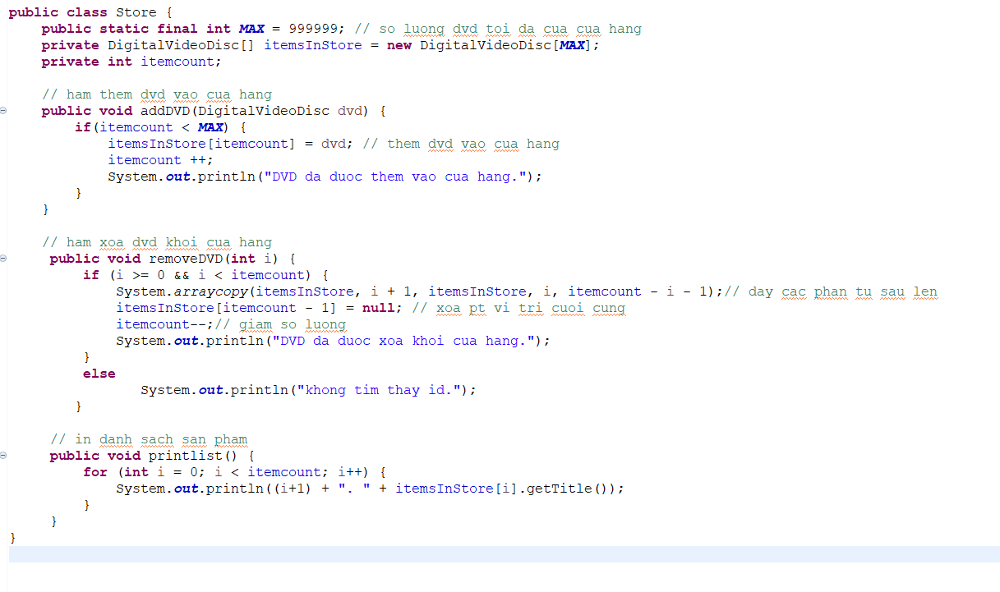 public class Store {
    public static final int MAX = 999999; // so luong dvd toi da cua cua hang
    private DigitalVideoDisc[] itemsInStore = new DigitalVideoDisc[MAX];
    private int itemcount;

    // ham them dvd vao cua hang
    public void addDVD(DigitalVideoDisc dvd) {
        if(itemcount < MAX) {
            itemsInStore[itemcount] = dvd; // them dvd vao cua hang
            itemcount ++;
            System.out.println("DVD da duoc them vao cua hang.");
        }
    }

    // ham xoa dvd khoi cua hang
     public void removeDVD(int i) {
         if (i >= 0 && i < itemcount) {
             System.arraycopy(itemsInStore, i + 1, itemsInStore, i, itemcount - i - 1);// day cac phan tu sau len
             itemsInStore[itemcount - 1] = null; // xoa pt vi tri cuoi cung
             itemcount--;// giam so luong
             System.out.println("DVD da duoc xoa khoi cua hang.");
         }
         else
                System.out.println("khong tim thay id.");
        }

     // in danh sach san pham
     public void printlist() {
         for (int i = 0; i < itemcount; i++) {
             System.out.println((i+1) + ". " + itemsInStore[i].getTitle());
         }
     }
}